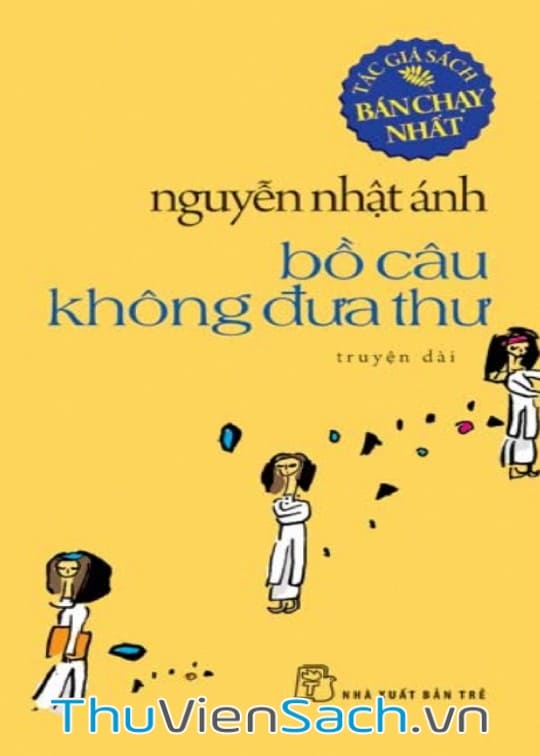 TÁC GIẢ SÁCH
BÁN CHẠY
NHẤT
nguyễn nhật ánh
bồ câu
không đưa thư
truyện dài
NHÀ XUẤT BẢN TRẺ
ThuVienSach.vn